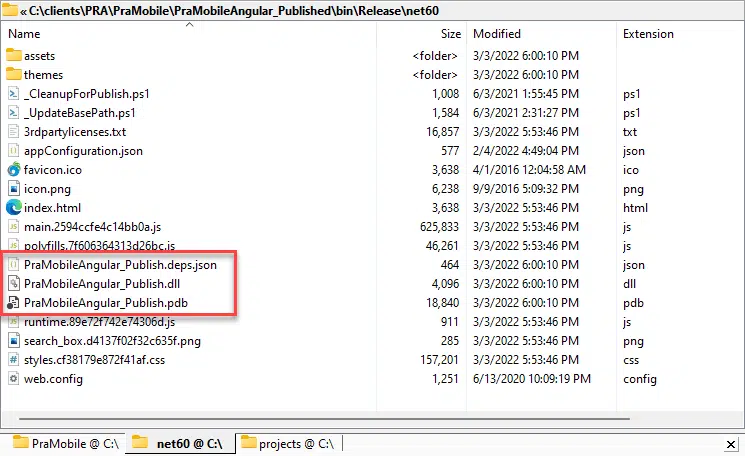 « C:\clients\PRA\PraMobile\PraMobileAngular_Published\bin\Release\net60
Name Size Modified Extension
assets <folder> 3/3/2022 6:00:10 PM
themes <folder> 3/3/2022 6:00:10 PM
_CleanupForPublish.ps1 1,008 6/3/2021 1:55:45 PM ps1
_UpdateBasePath.ps1 1,584 6/3/2021 2:31:27 PM ps1
3rdpartylicenses.txt 16,857 3/3/2022 5:53:46 PM txt
appConfiguration.json 577 2/4/2022 4:49:04 PM json
favicon.ico 3,638 4/1/2016 12:04:58 AM ico
icon.png 6,238 9/9/2016 5:09:32 PM png
index.html 3,638 3/3/2022 5:53:46 PM html
main.2594ccfe4c14bb0a.js 625,833 3/3/2022 5:53:46 PM js
polyfills.7f606364313d26bc.js 46,261 3/3/2022 5:53:46 PM js
PraMobileAngular_Publish.deps.json 464 3/3/2022 6:00:10 PM json
PraMobileAngular_Publish.dll 4,096 3/3/2022 6:00:10 PM dll
PraMobileAngular_Publish.pdb 18,840 3/3/2022 6:00:10 PM pdb
runtime.89e72f742e74306d.js 911 3/3/2022 5:53:46 PM js
search_box.d4137f02f32c635f.png 285 3/3/2022 5:53:46 PM png
styles.cf38179e872f41af.css 157,201 3/3/2022 5:53:46 PM css
web.config 1,251 6/13/2020 10:09:19 PM config
PraMobile @ C:\ net60 @ C:\ projects @ C:\